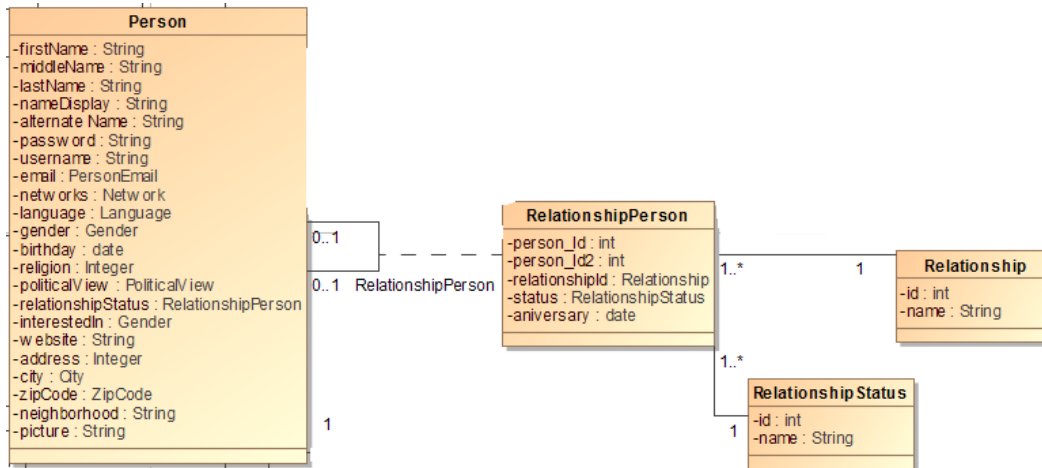 Person
-firstName : String
-middleName : String
-lastName : String
-nameDisplay : String
-alternate Name : String
-password : String
-username : String
-email : PersonEmail
-networks : Network
-language : Language
-gender : Gender
-birthday : date
-religion : Integer
-politicalView : PoliticalView
-relationshipStatus : RelationshipPerson
-interestedIn : Gender
-website : String
-address : Integer
-city : City
-zipCode : ZipCode
-neighborhood : String
-picture : String
0..1
0..1
RelationshipPerson
1
RelationshipPerson
-person_Id : int
-person_Id2 : int
-relationshipId : Relationship
-status : RelationshipStatus
-aniversary : date
1..*
1
1..*
1
Relationship
-id : int
-name : String
Relationship Status
-id : int
-name : String